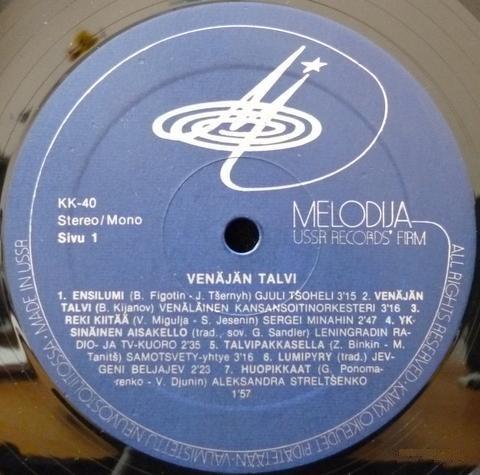 KK-40
Stereo/Mono
Sivu 1
MELODIJA
USSR RECORDS' FIRM
VENÄJÄN TALVI
1. ENSILUMI (B. Figotin - J. Tšernyh) GJULI TŠOHELI 3'15 2. VENÄJÄN
TALVI (B. Kijanov) VENÄLÄINEN KANSANSOITINORKESTERI 3'16 3.
REKI KIITÄÄ (V. Migulja - S. Jesenin) SERGEI MINAHIN 2'47 4. YK-
SINÄINEN AISAKELLO (trad., sov. G. Sandler) LENINGRADIN RA-
DIO- JA TV-KUORO 2'35 5. TALVIPAKKASELLA (Z. Binkin - M.
Tanitš) SAMOTSVETY-yhtye 3'16 6. LUMIPYRY (trad.) JEV-
GENI BELJAJEV 2'23 7. HUOPIKKAAT (G. Ponoma-
renko - V. Djunin) ALEKSANDRA STRELTŠENKO
1'57
ALL RIGHTS RESERVED-KAIKKI OIKEUDET PIDÄTETÄÄN-VALMISTETTU NEUVOSTOLIITOSSA/MADE IN USSR